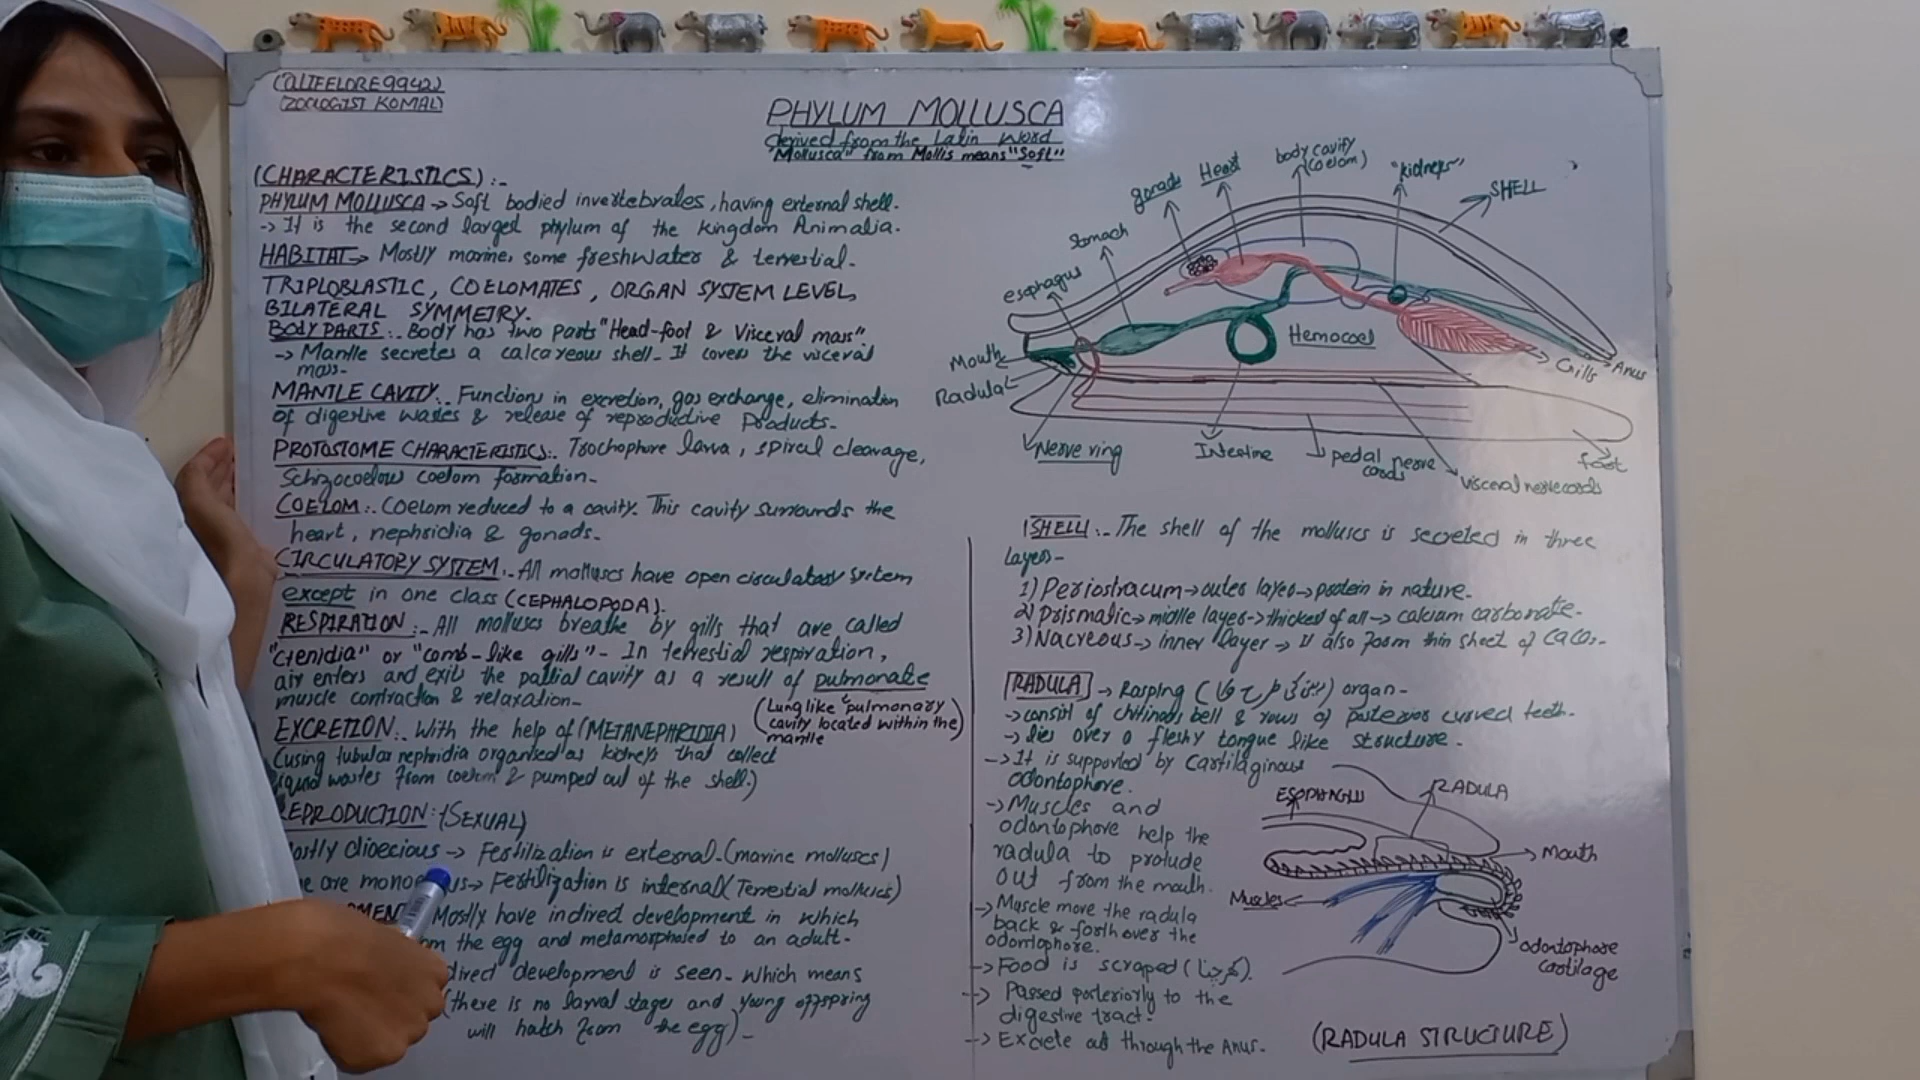 (QLIFELORE9942)
(ZOOLOGIST KOMAL)
PHYLUM MOLLUSCA
derived from the Latin word
"Mollusca" from Mollis means "Soft"
(CHARACTERISTICS):-
PHYLUM MOLLUSCA → Soft bodied invertebrates, having external shell.
→ It is the second largest phylum of the kingdom Animalia.
HABITAT → Mostly marine, some freshwater & terrestial.
TRIPLOBLASTIC, COELOMATES, ORGAN SYSTEM LEVEL,
BILATERAL SYMMETRY.
BODY PARTS:. Body has two parts "Head-foot & Visceral mass".
→ Mantle secretes a calcareous shell. It covers the visceral
mass.
MANTLE CAVITY:. Functions in excretion, gas exchange, elimination
of digestive wastes & release of reproductive Products.
PROTOSTOME CHARACTERISTICS:. Trochophore larva, spiral cleavage,
Schizocoelous coelom formation.
COELOM:. Coelom reduced to a cavity. This cavity surrounds the
heart, nephridia & gonads.
CIRCULATORY SYSTEM:. All molluscs have open circulatory system
except in one class (CEPHALOPODA).
RESPIRATION:- All molluscs breathe by gills that are called
"ctenidia" or "comb-like gills". In terrestial respiration,
air enters and exits the pallial cavity as a result of pulmonate
muscle contraction & relaxation.
(Lung like pulmonary
cavity located within the)
mantle
EXCRETION:. With the help of (METANEPHRIDIA)
(using tubular nephridia organized as kidneys that collect
wastes from coelom & pumped out of the shell.)
REPRODUCTION: (SEXUAL)
ostly dioecious → Fertilization is external. (marine molluscs)
e are mono us → Fertilization is internal (Terrestial molluscs)
Mostly have indirect development in which
the egg and metamorphosed to an adult.
direct development is seen. Which means
(there is no larval stages and young offspring
will hatch from the egg).
gonads
Heart
body cavity
(coelom)
"kidneys"
SHELL
Stomach
esophagus
Hemocoel
Mouth
Radula
Gills
Anus
Nerve ring
Intestine
pedal nerve
cords
visceral nerve cords
foot
SHELL:. The shell of the molluscs is secreted in three
layers.
1) Periostracum → outer layer → protein in nature.
2) Prismatic → middle layer → thickest of all → calcium carbonate.
3) Nacreous → inner layer → It also form thin sheet of CaCO3.
RADULA → Rasping organ.
→ consist of chitinous belt & rows of posterior curved teeth.
→ lies over a fleshy tongue like structure.
→ It is supported by Cartilaginous
odontophore.
→ Muscles and
odontophore help the
radula to protude
out from the mouth.
→ Muscle move the radula
back & forth over the
odontophore.
→ Food is scraped
→ Passed posteriorly to the
digestive tract.
→ Excrete out through the Anus.
ESOPHAGUS
RADULA
Mouth
Muscles
odontophore
cartilage
(RADULA STRUCTURE)